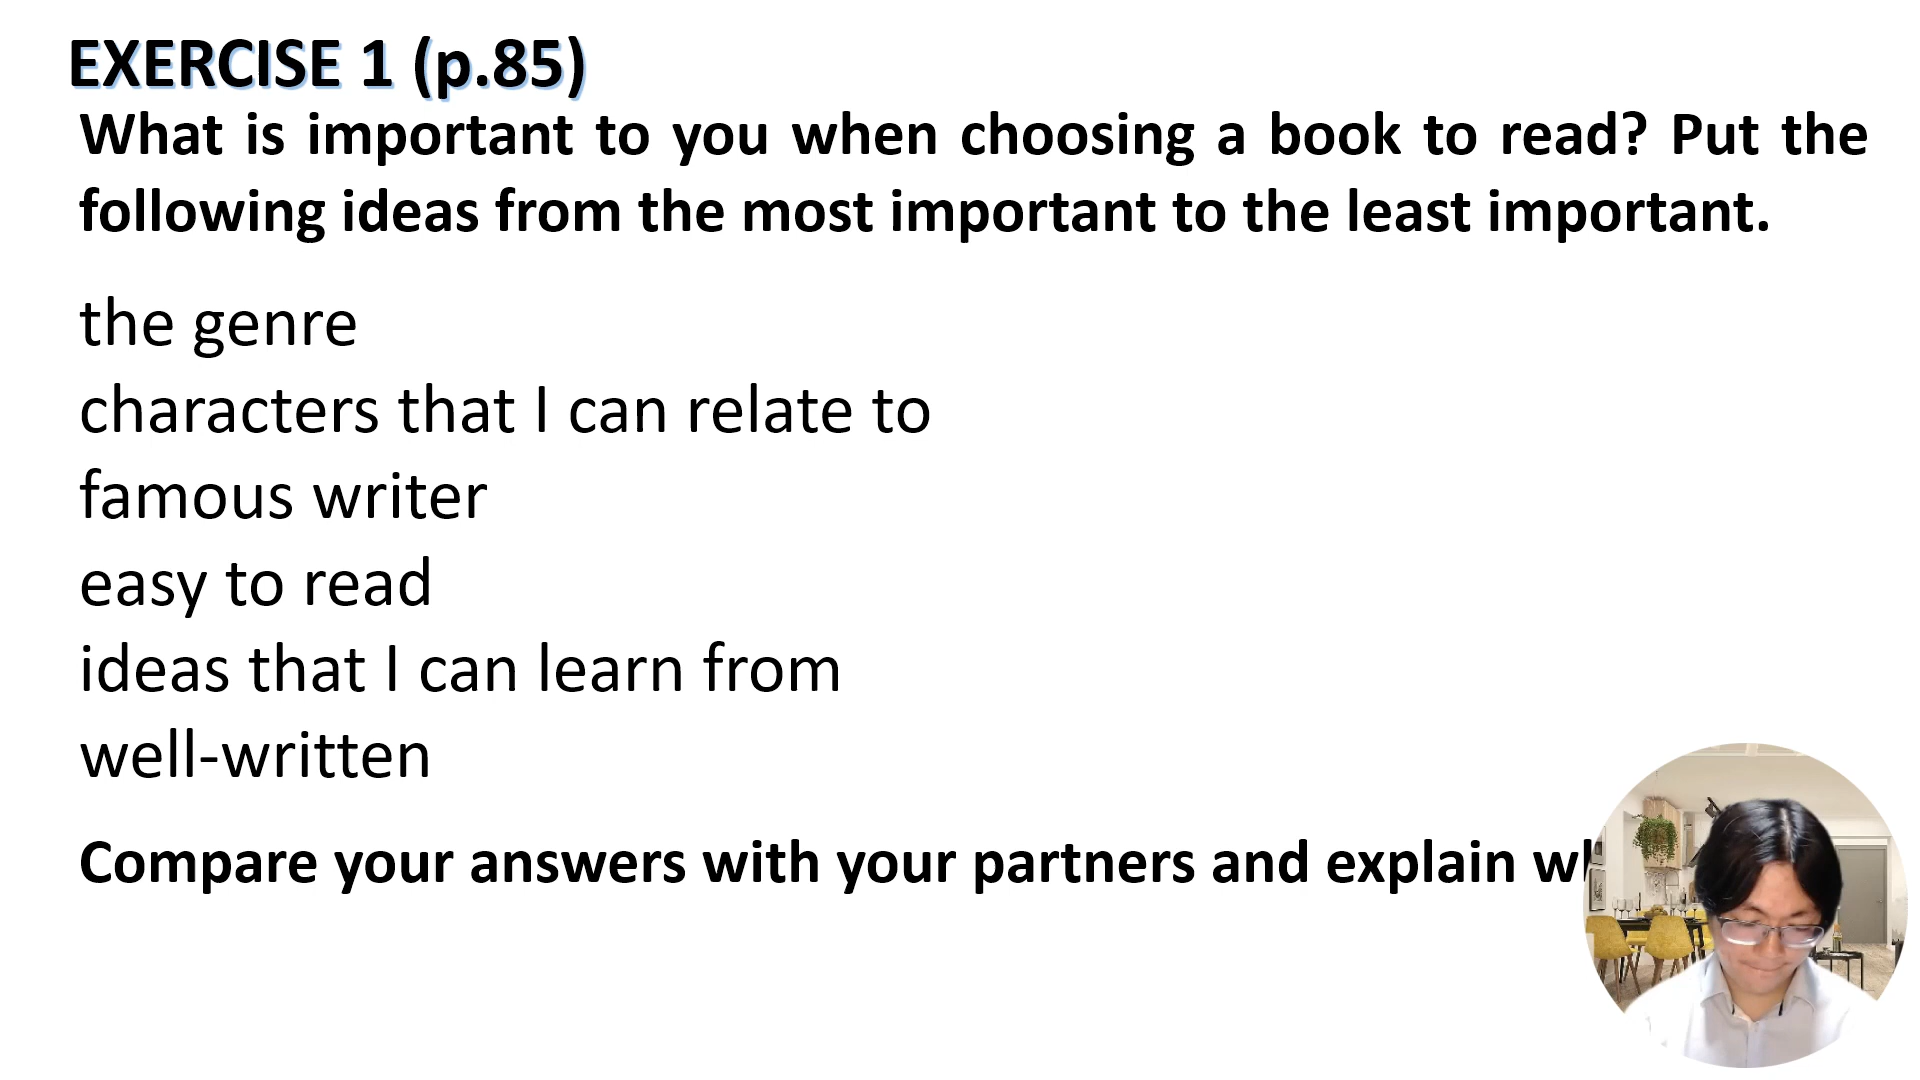 EXERCISE 1 (p.85)
What is important to you when choosing a book to read? Put the
following ideas from the most important to the least important.
the genre
characters that I can relate to
famous writer
easy to read
ideas that I can learn from
well-written
Compare your answers with your partners and explain